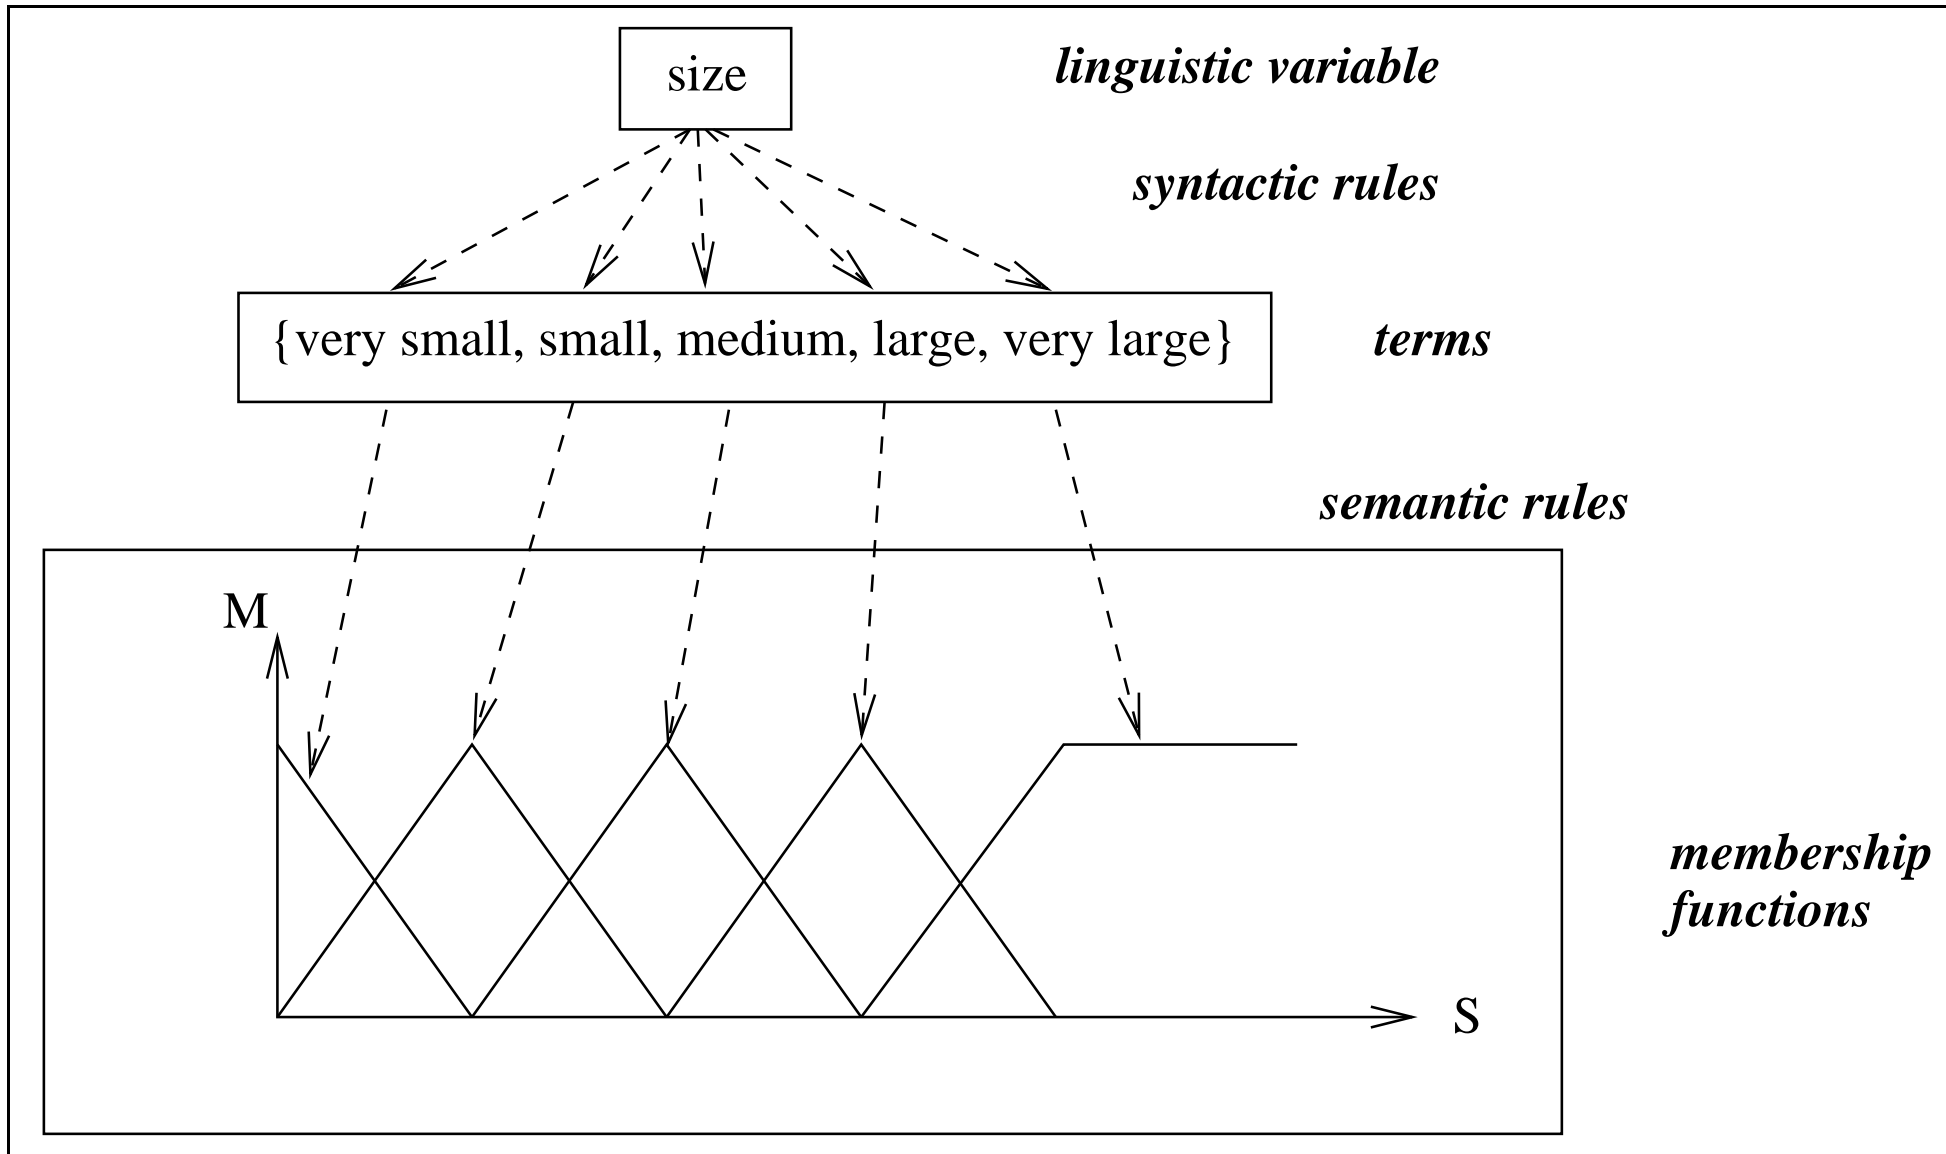 size
linguistic variable
syntactic rules
{very small, small, medium, large, very large}
terms
semantic rules
M
membership
functions
S